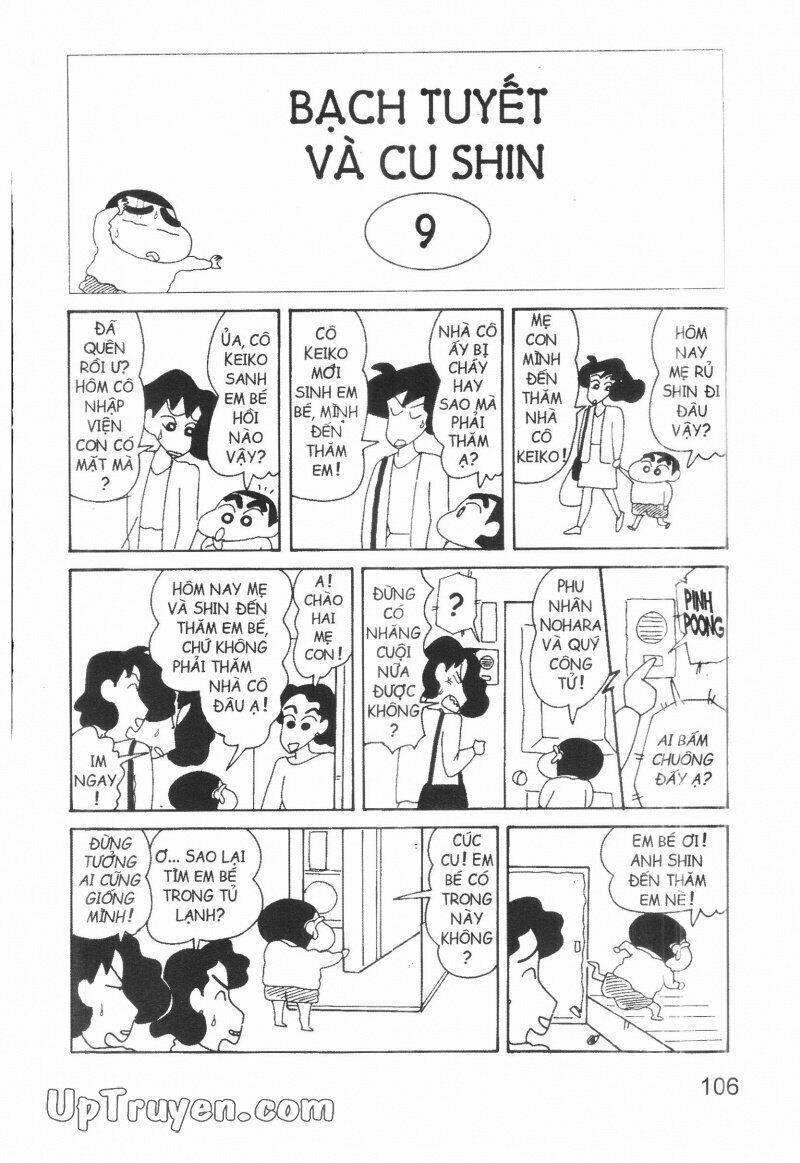 BẠCH TUYẾT
VÀ CU SHIN
9
HÔM
NAY
MẸ RỦ
SHIN ĐI
ĐÂU
VẬY?
MẸ
CON
MÌNH
ĐẾN
THĂM
NHÀ
CÔ
KEIKO!
NHÀ CÔ
ẤY BỊ
CHÁY
HAY
SAO MÀ
PHẢI
THĂM
Ạ?
CÔ
KEIKO
MỚI
SINH EM
BÉ, MÌNH
ĐẾN
THĂM
EM!
ỦA, CÔ
KEIKO
SANH
EM BÉ
HỒI
NÀO
VẬY?
ĐÃ
QUÊN
RỒI Ư?
HÔM CÔ
NHẬP
VIỆN
CON CÓ
MẶT MÀ
?
PINH
POONG
AI BẤM
CHUÔNG
ĐẤY Ạ?
PHU
NHÂN
NOHARA
VÀ QUÝ
CÔNG
TỬ!
?
ĐỪNG
CÓ
NHĂNG
CUỘI
NỮA
ĐƯỢC
KHÔNG
?
A!
CHÀO
HAI
MẸ
CON!
HÔM NAY MẸ
VÀ SHIN ĐẾN
THĂM EM BÉ,
CHỨ KHÔNG
PHẢI THĂM
NHÀ CÔ
ĐÂU Ạ!
IM
NGAY
!
EM BÉ ƠI!
ANH SHIN
ĐẾN THĂM
EM NÈ!
CÚC
CU! EM
BÉ CÓ
TRONG
NÀY
KHÔNG
?
Ơ... SAO LẠI
TÌM EM BÉ
TRONG TỦ
LẠNH?
ĐỪNG
TƯỞNG
AI CŨNG
GIỐNG
MÌNH!
106
UpTruyen.com